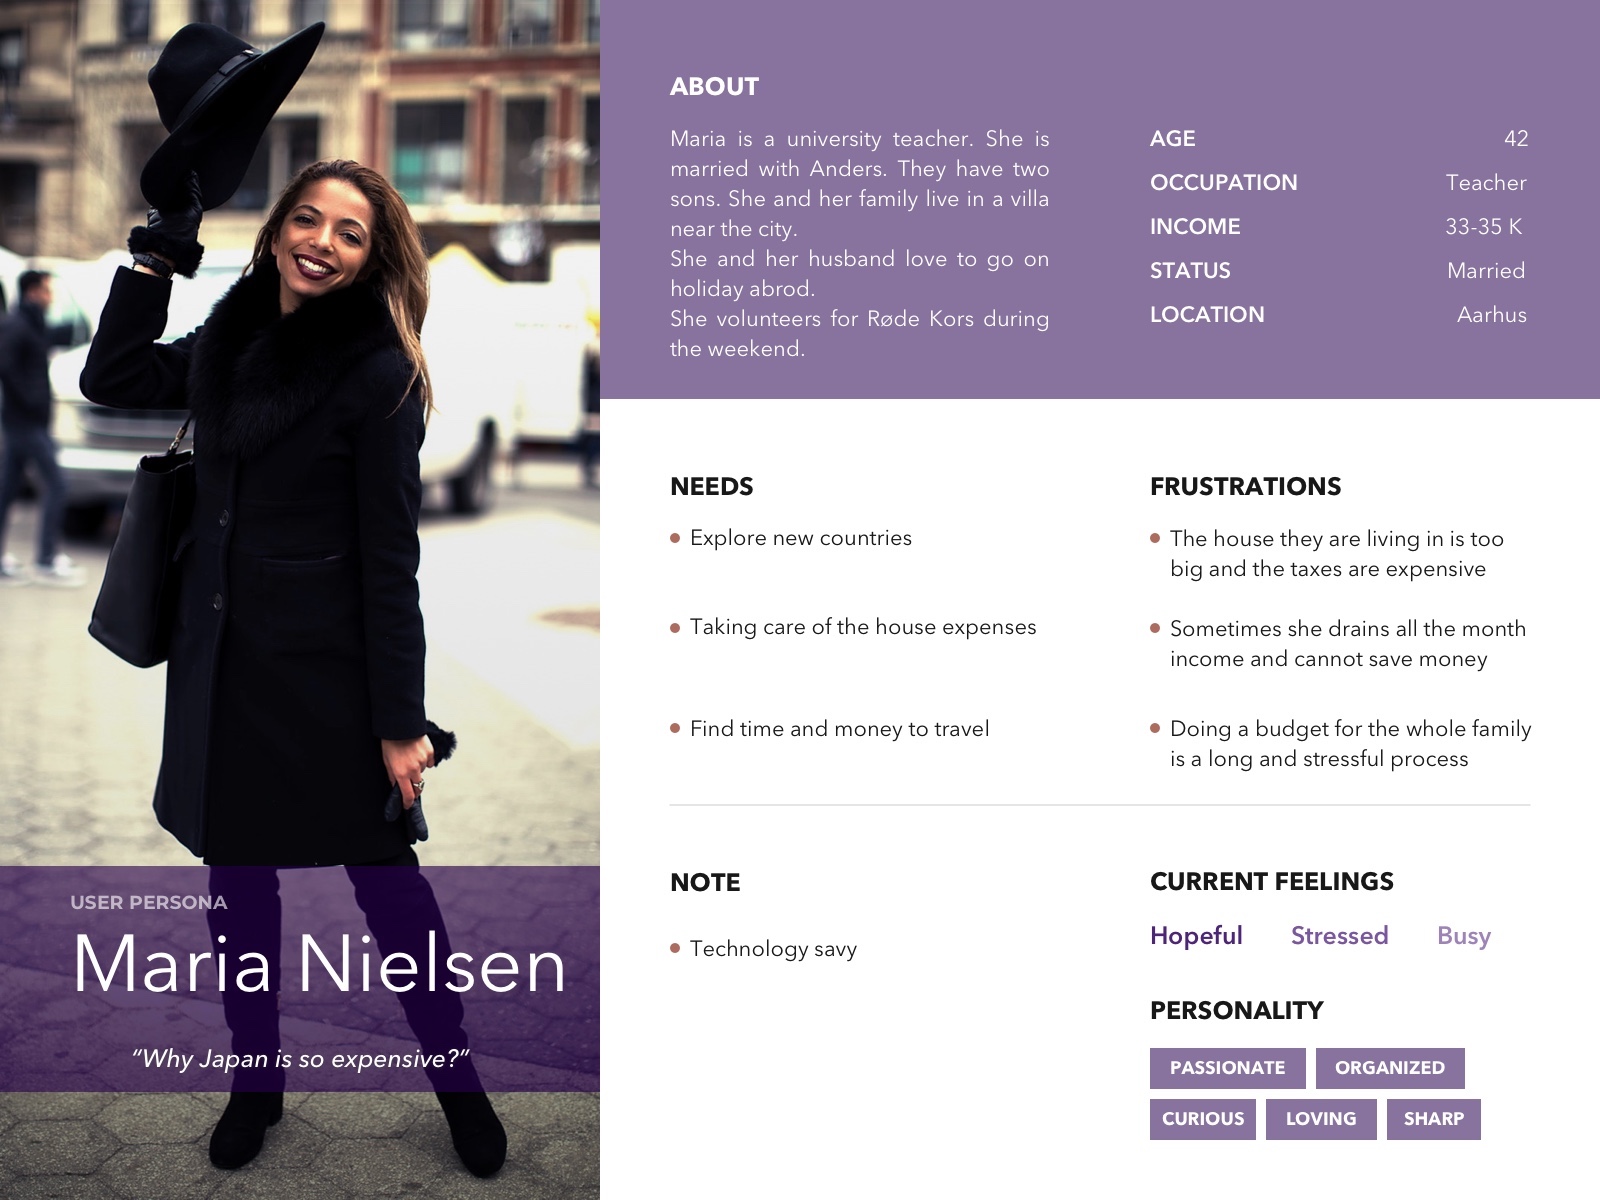 ABOUT
Maria is a university teacher. She is
married with Anders. They have two
sons. She and her family live in a villa
near the city.
She and her husband love to go on
holiday abrod.
She volunteers for Røde Kors during
the weekend.
AGE 42
OCCUPATION Teacher
INCOME 33-35 K
STATUS Married
LOCATION Aarhus
NEEDS
Explore new countries
Taking care of the house expenses
Find time and money to travel
FRUSTRATIONS
The house they are living in is too
big and the taxes are expensive
Sometimes she drains all the month
income and cannot save money
Doing a budget for the whole family
is a long and stressful process
USER PERSONA
Maria Nielsen
“Why Japan is so expensive?”
NOTE
Technology savy
CURRENT FEELINGS
Hopeful Stressed Busy
PERSONALITY
PASSIONATE ORGANIZED
CURIOUS LOVING SHARP